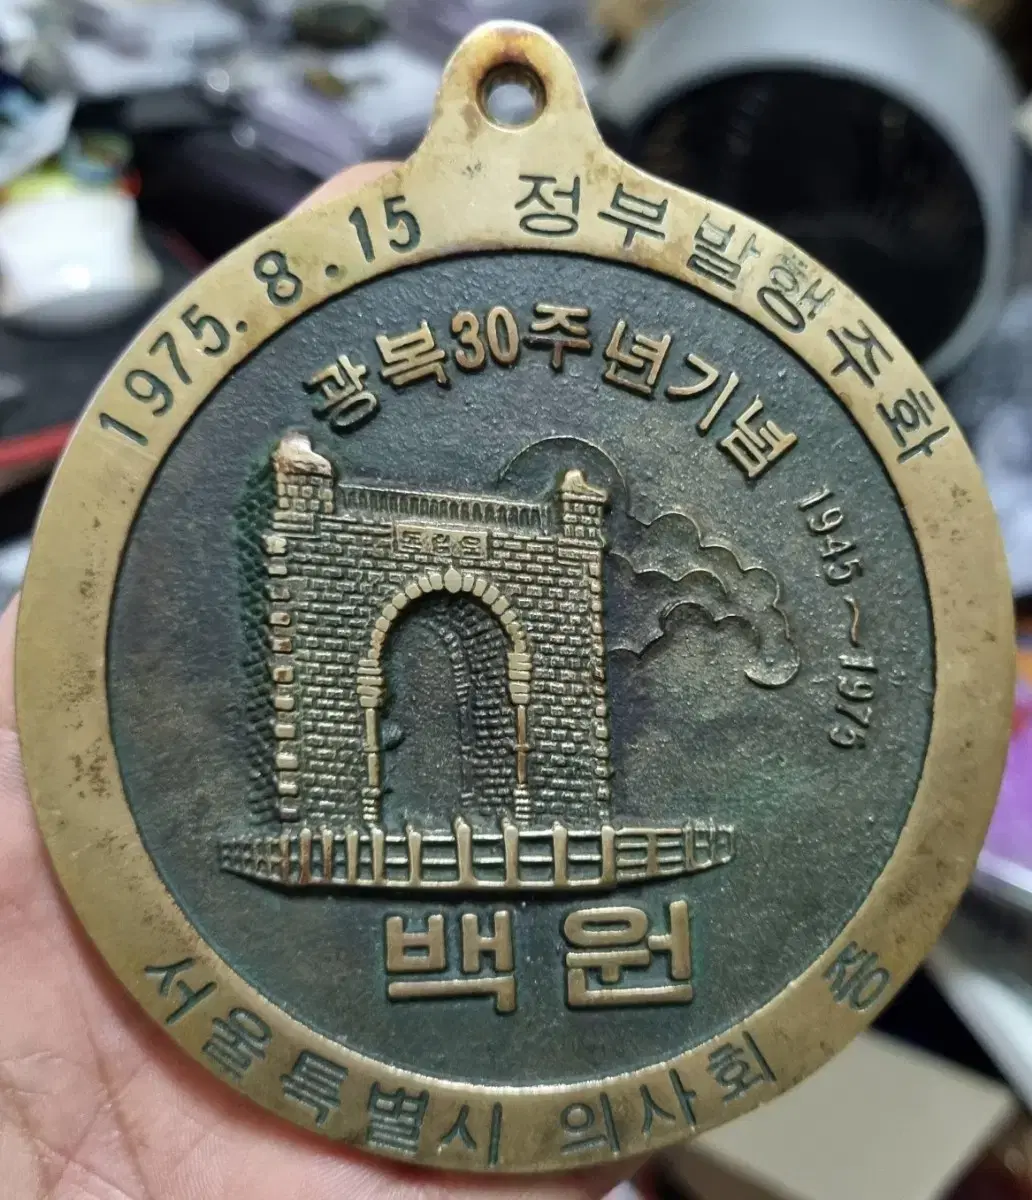 1975.8.15 정부발행주화
광복30주년기념
1945~1975
독립문
백원
서울특별시 의사회 증